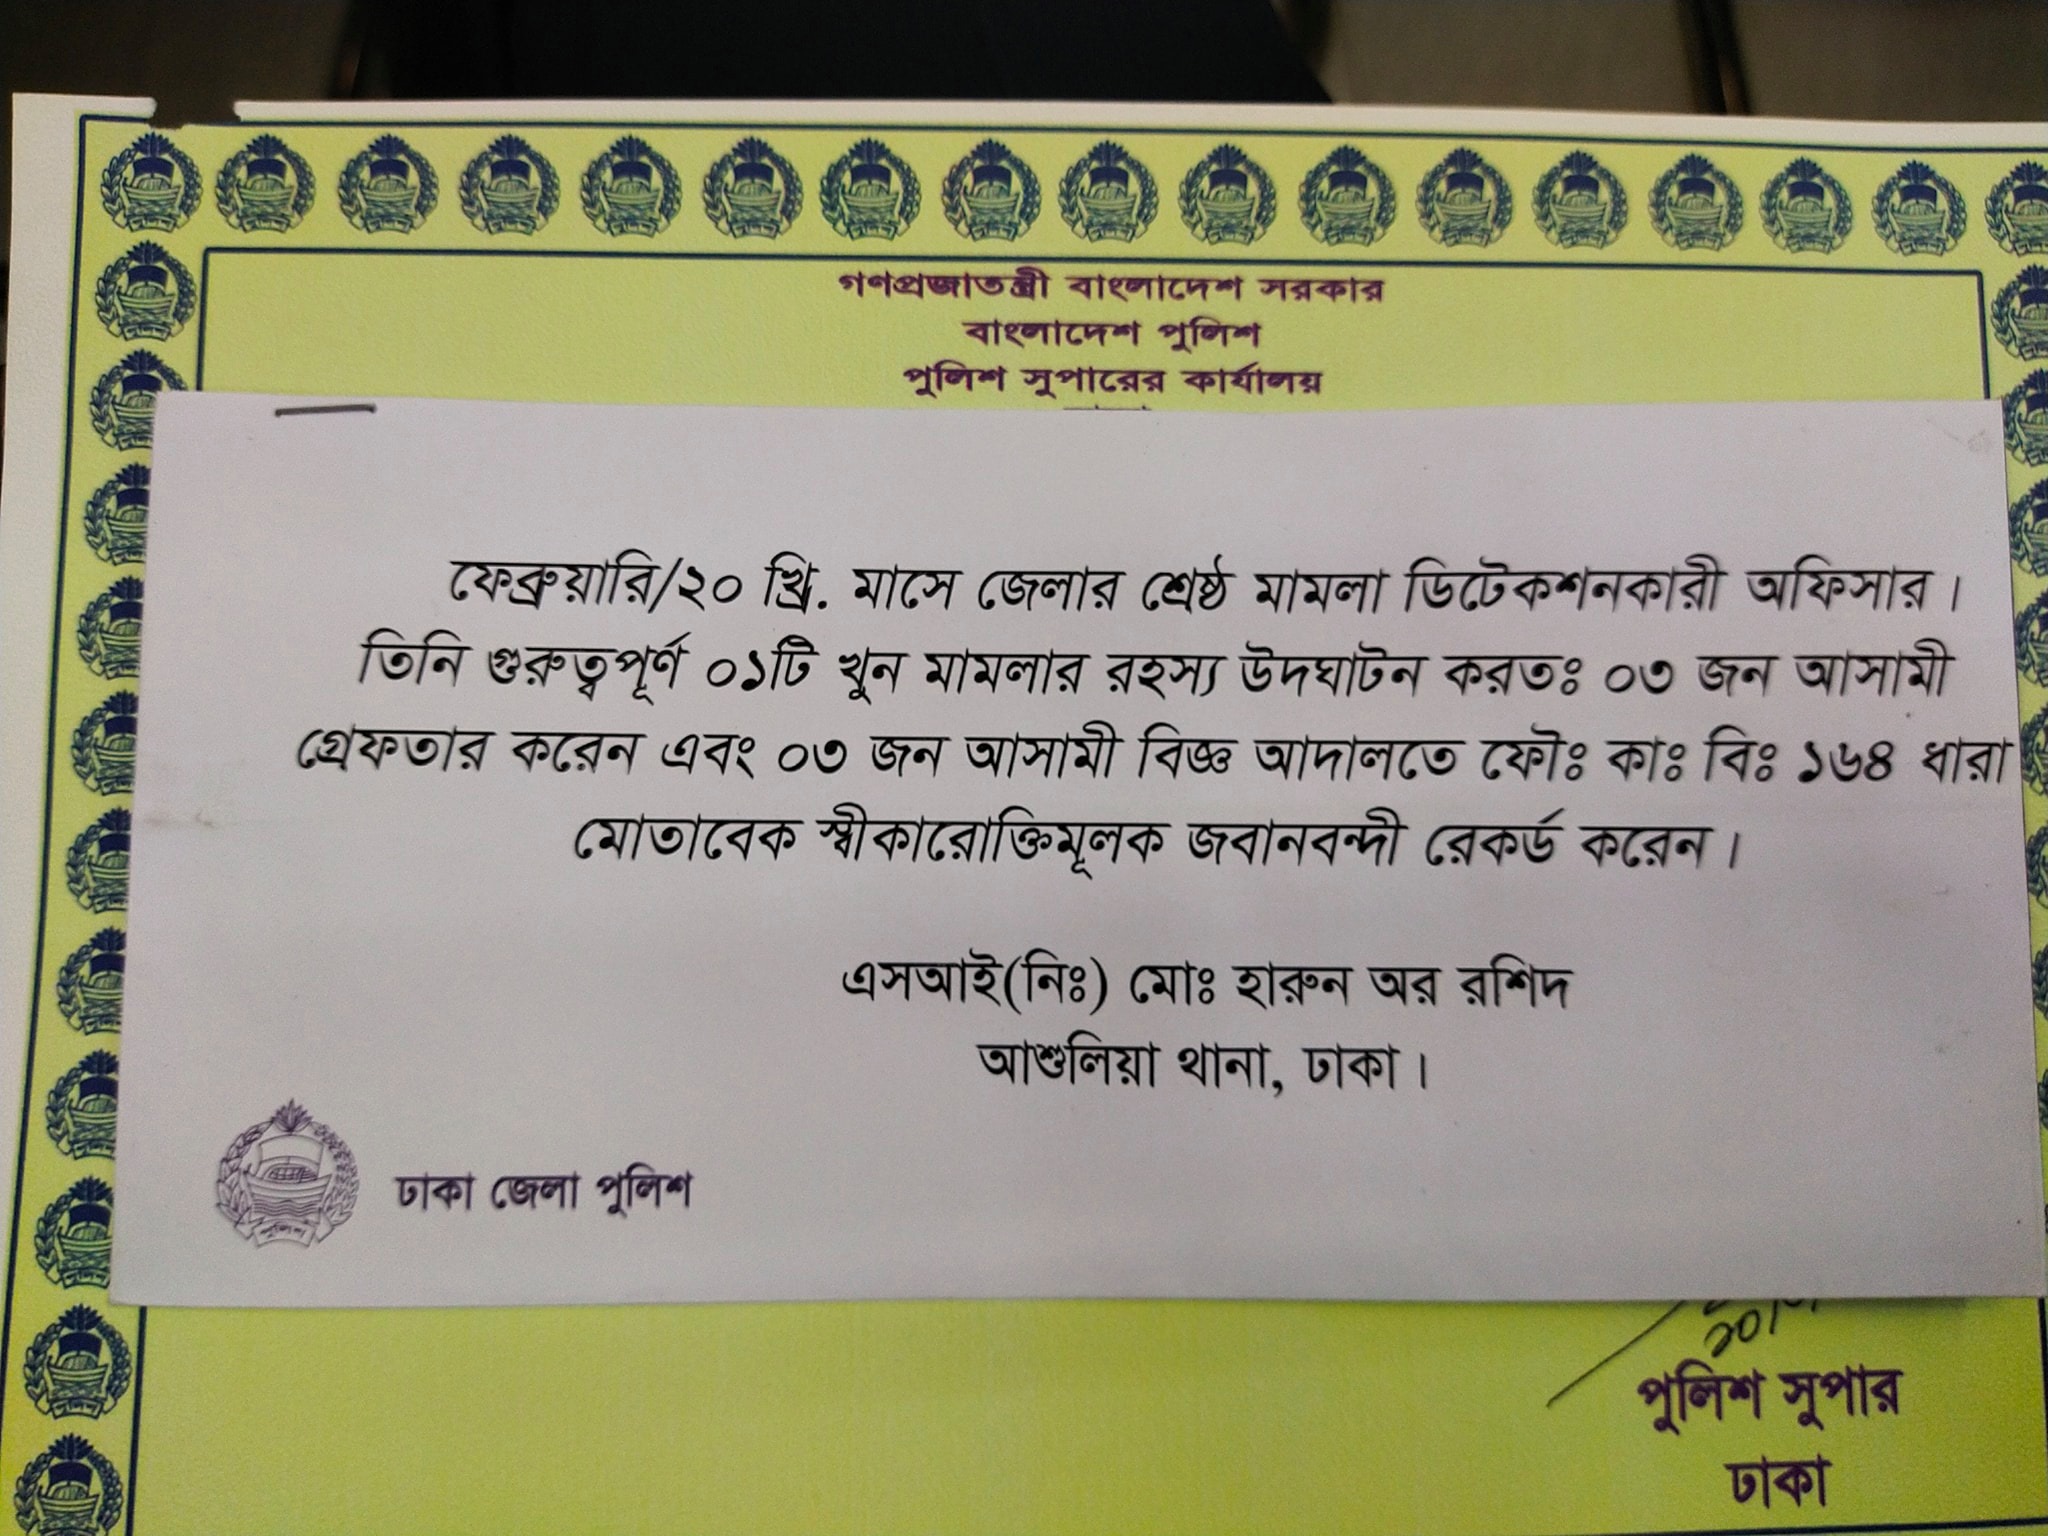 গণপ্রজাতন্ত্রী বাংলাদেশ সরকার
বাংলাদেশ পুলিশ
পুলিশ সুপারের কার্যালয়
ফেব্রুয়ারি/২০ খ্রি. মাসে জেলার শ্রেষ্ঠ মামলা ডিটেকশনকারী অফিসার।
তিনি গুরুত্বপূর্ণ ০১টি খুন মামলার রহস্য উদঘাটন করতঃ ০৩ জন আসামী
গ্রেফতার করেন এবং ০৩ জন আসামী বিজ্ঞ আদালতে ফৌঃ কাঃ বিঃ ১৬৪ ধারা
মোতাবেক স্বীকারোক্তিমূলক জবানবন্দী রেকর্ড করেন।
এসআই(নিঃ) মোঃ হারুন অর রশিদ
আশুলিয়া থানা, ঢাকা।
পুলিশ
ঢাকা জেলা পুলিশ
পুলিশ সুপার
ঢাকা